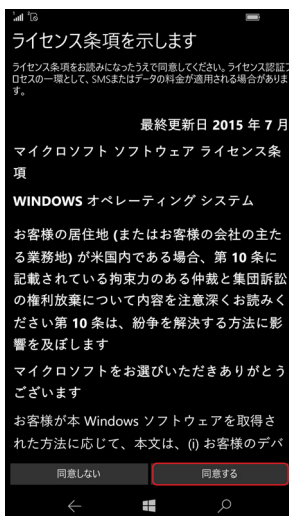 ライセンス条項を示します
ライセンス条項をお読みになったうえで同意してください。ライセンス認証プ
ロセスの一環として、SMSまたはデータの料金が適用される場合がありま
す。
最終更新日 2015 年 7 月
マイクロソフト ソフトウェア ライセンス条
項
WINDOWS オペレーティング システム
お客様の居住地 (またはお客様の会社の主た
る業務地) が米国内である場合、第 10 条に
記載されている拘束力のある仲裁と集団訴訟
の権利放棄について内容を注意深くお読みく
ださい第 10 条は、紛争を解決する方法に影
響を及ぼします
マイクロソフトをお選びいただきありがとう
ございます
お客様が本 Windows ソフトウェアを取得さ
れた方法に応じて、本文は、(i) お客様のデバ
同意しない
同意する